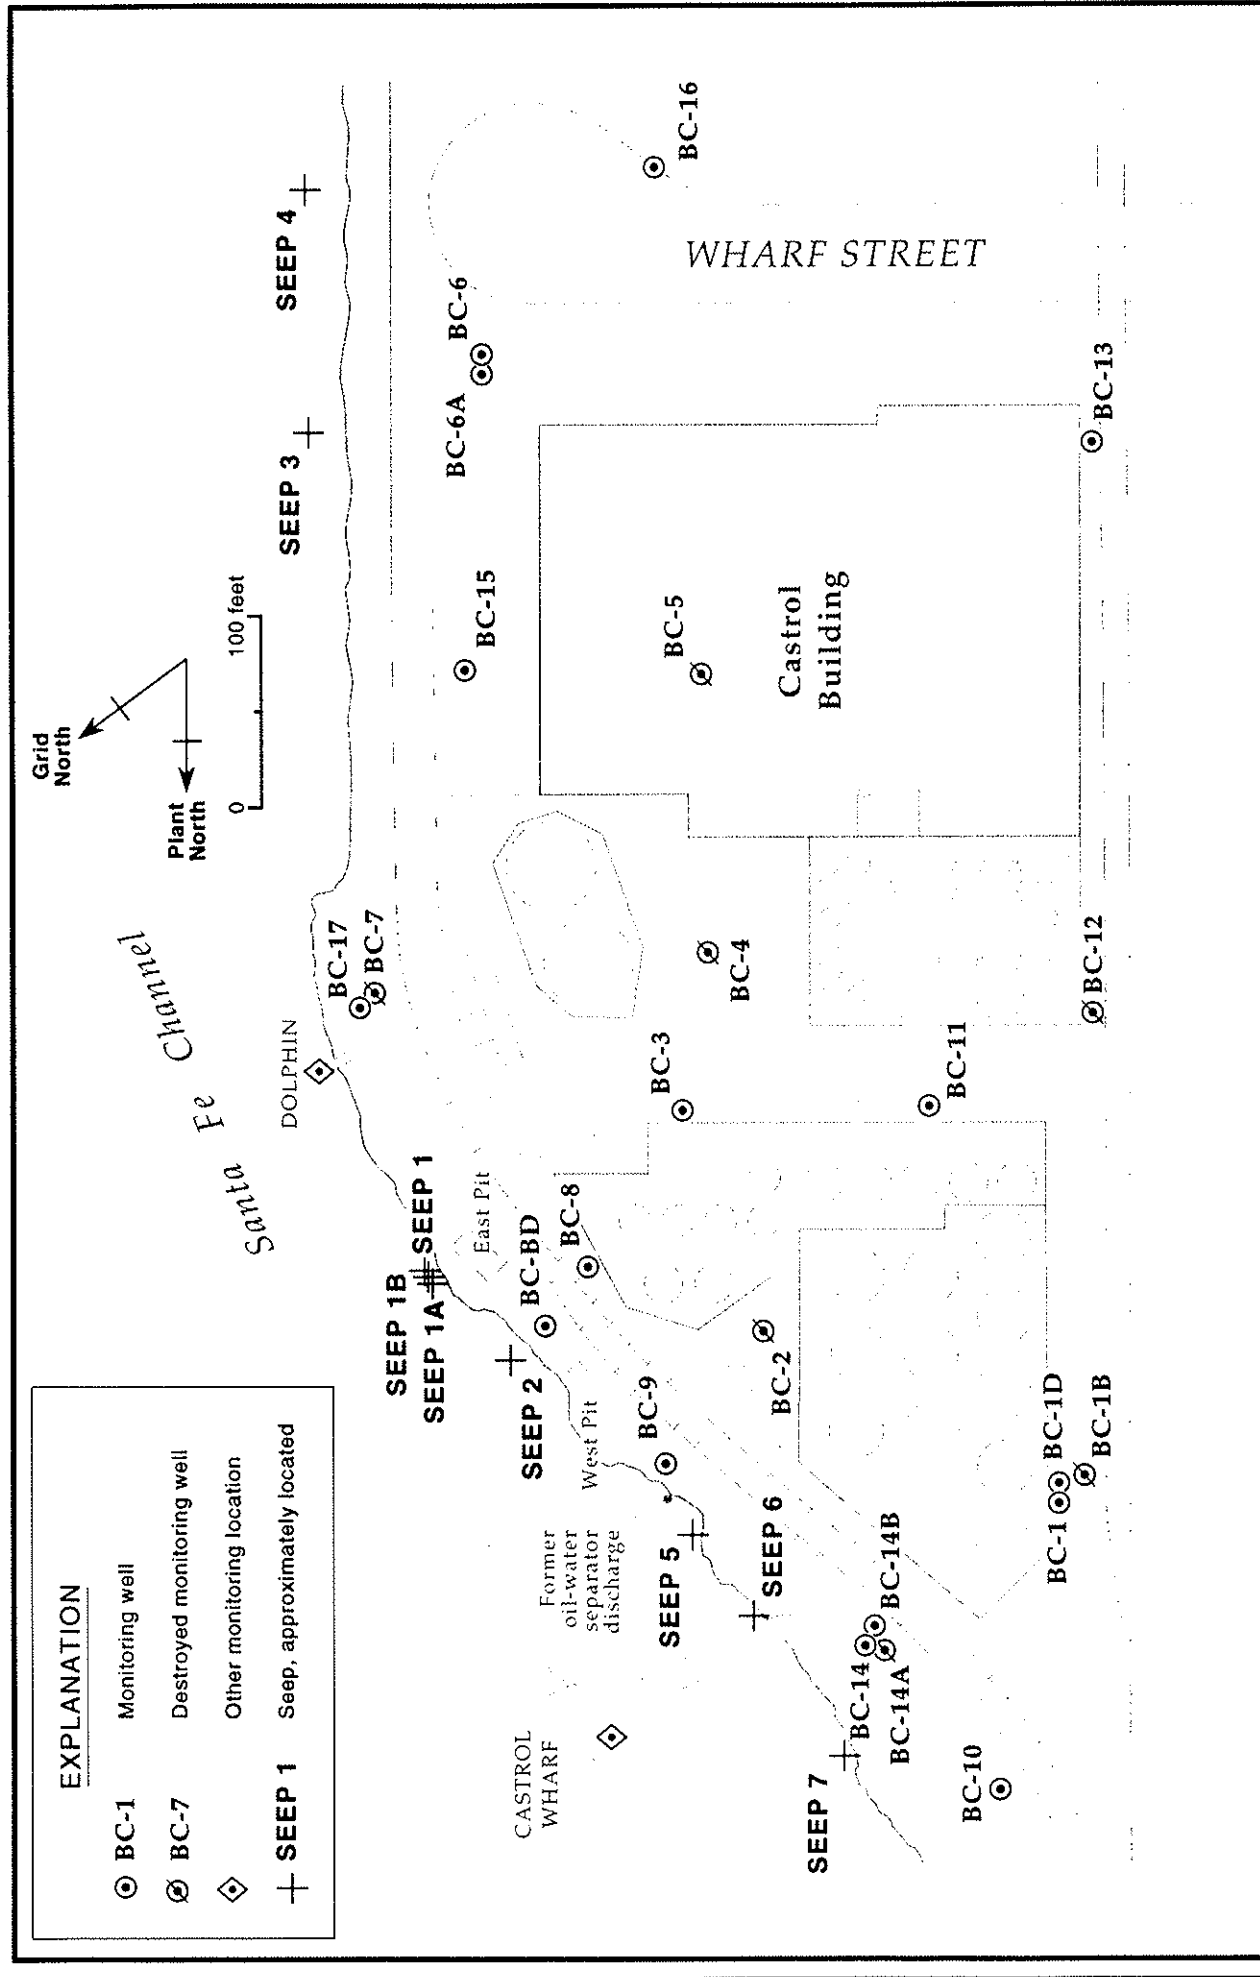 EXPLANATION
BC-1 Monitoring well
BC-7 Destroyed monitoring well
Other monitoring location
SEEP 1 Seep, approximately located
Santa Fe Channel
Grid
North
Plant
North
0 100 feet
SEEP 3
SEEP 4
DOLPHIN
BC-17
BC-7
SEEP 1B
SEEP 1A
SEEP 1
East Pit
SEEP 2
BC-BD
BC-8
BC-15
BC-6A
BC-6
BC-16
WHARF STREET
CASTROL
WHARF
Former
oil-water
separator
discharge
West Pit
BC-9
SEEP 5
SEEP 6
BC-2
BC-3
BC-4
BC-5
Castrol
Building
SEEP 7
BC-14
BC-14A
BC-14B
BC-11
BC-10
BC-1
BC-1D
BC-1B
BC-12
BC-13